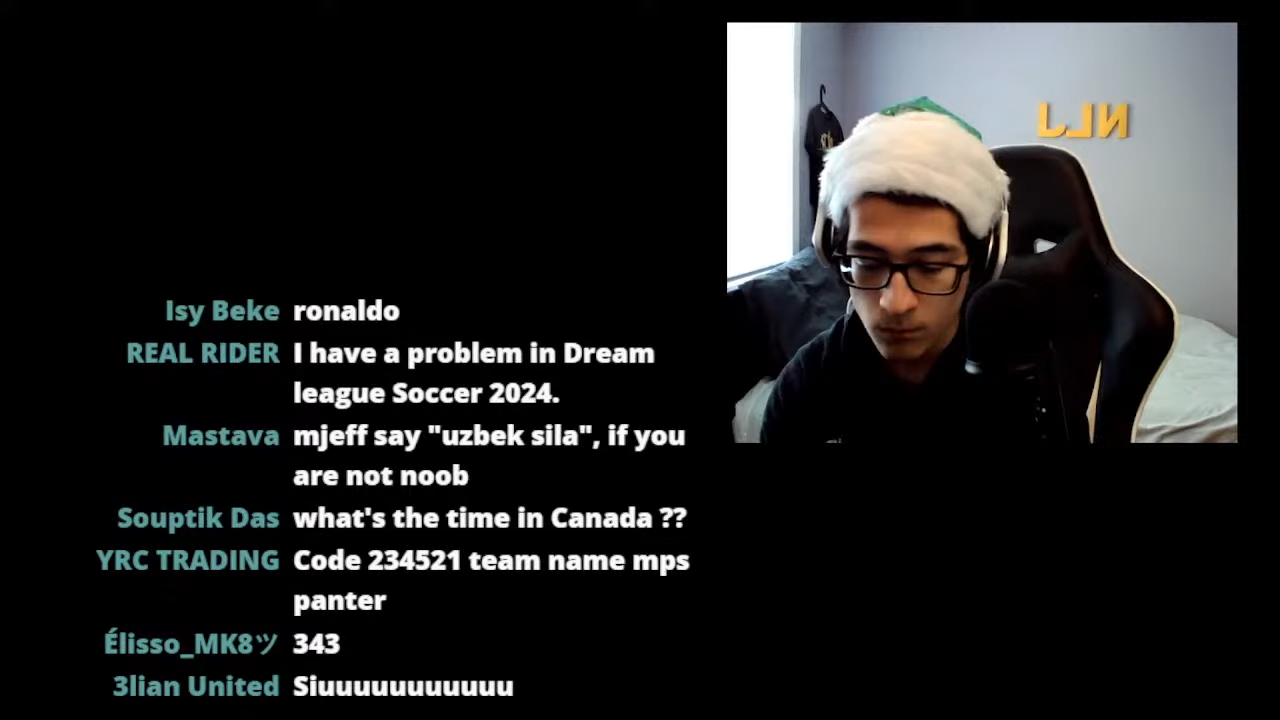 NLJ
Isy Beke ronaldo
REAL RIDER I have a problem in Dream
league Soccer 2024.
Mastava mjeff say "uzbek sila", if you
are not noob
Souptik Das what's the time in Canada ??
YRC TRADING Code 234521 team name mps
panter
Élisso_MK8ツ 343
3lian United Siuuuuuuuuuuu